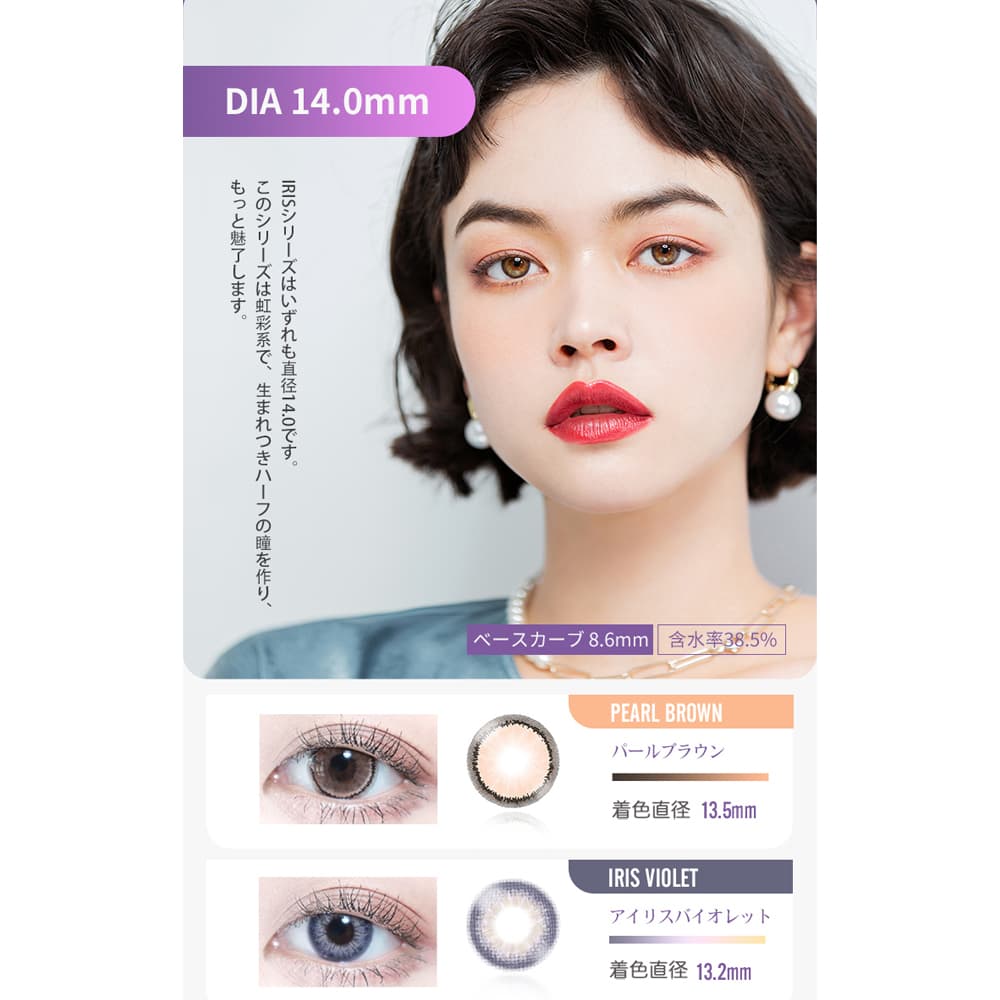 DIA 14.0mm
IRISシリーズはいずれも直径14.0です。
このシリーズは虹彩系で、生まれつきハーフの瞳を作り、
もっと魅了します。
ベースカーブ 8.6mm
含水率38.5%
PEARL BROWN
パールブラウン
着色直径 13.5mm
IRIS VIOLET
アイリスバイオレット
着色直径 13.2mm